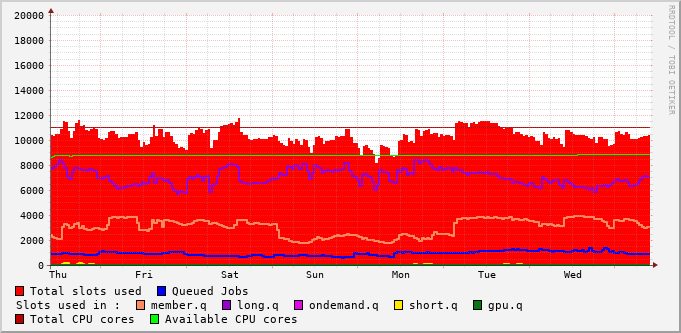 20000
18000
16000
14000
12000
10000
8000
6000
4000
2000
0
Thu Fri Sat Sun Mon Tue Wed
RRDTOOL / TOBI OETIKER
Total slots used Queued Jobs
Slots used in : member.q long.q ondemand.q short.q gpu.q
Total CPU cores Available CPU cores